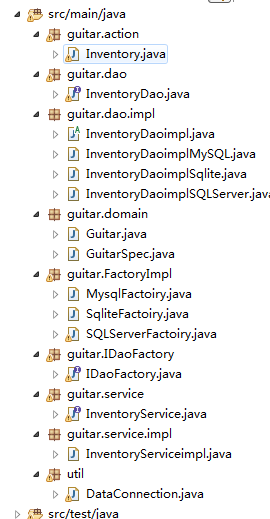 src/main/java
guitar.action
Inventory.java
guitar.dao
InventoryDao.java
guitar.dao.impl
InventoryDaoimpl.java
InventoryDaoimplMySQL.java
InventoryDaoimplSqlite.java
InventoryDaoimplSQLServer.java
guitar.domain
Guitar.java
GuitarSpec.java
guitar.FactoryImpl
MysqlFactoiry.java
SqliteFactoiry.java
SQLServerFactoiry.java
guitar.IDaoFactory
IDaoFactory.java
guitar.service
InventoryService.java
guitar.service.impl
InventoryServiceimpl.java
util
DataConnection.java
src/test/java